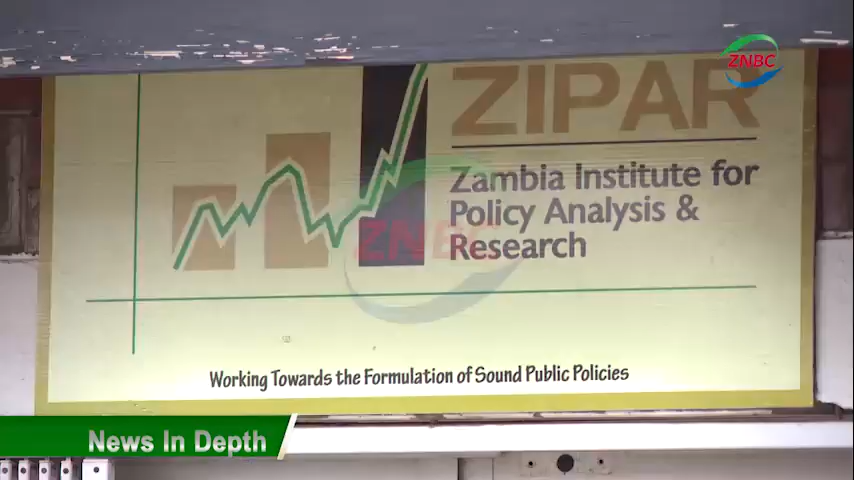 ZNBC
ZIPAR
Zambia Institute for
Policy Analysis &
Research
ZNBC
Working Towards the Formulation of Sound Public Policies
News In Depth